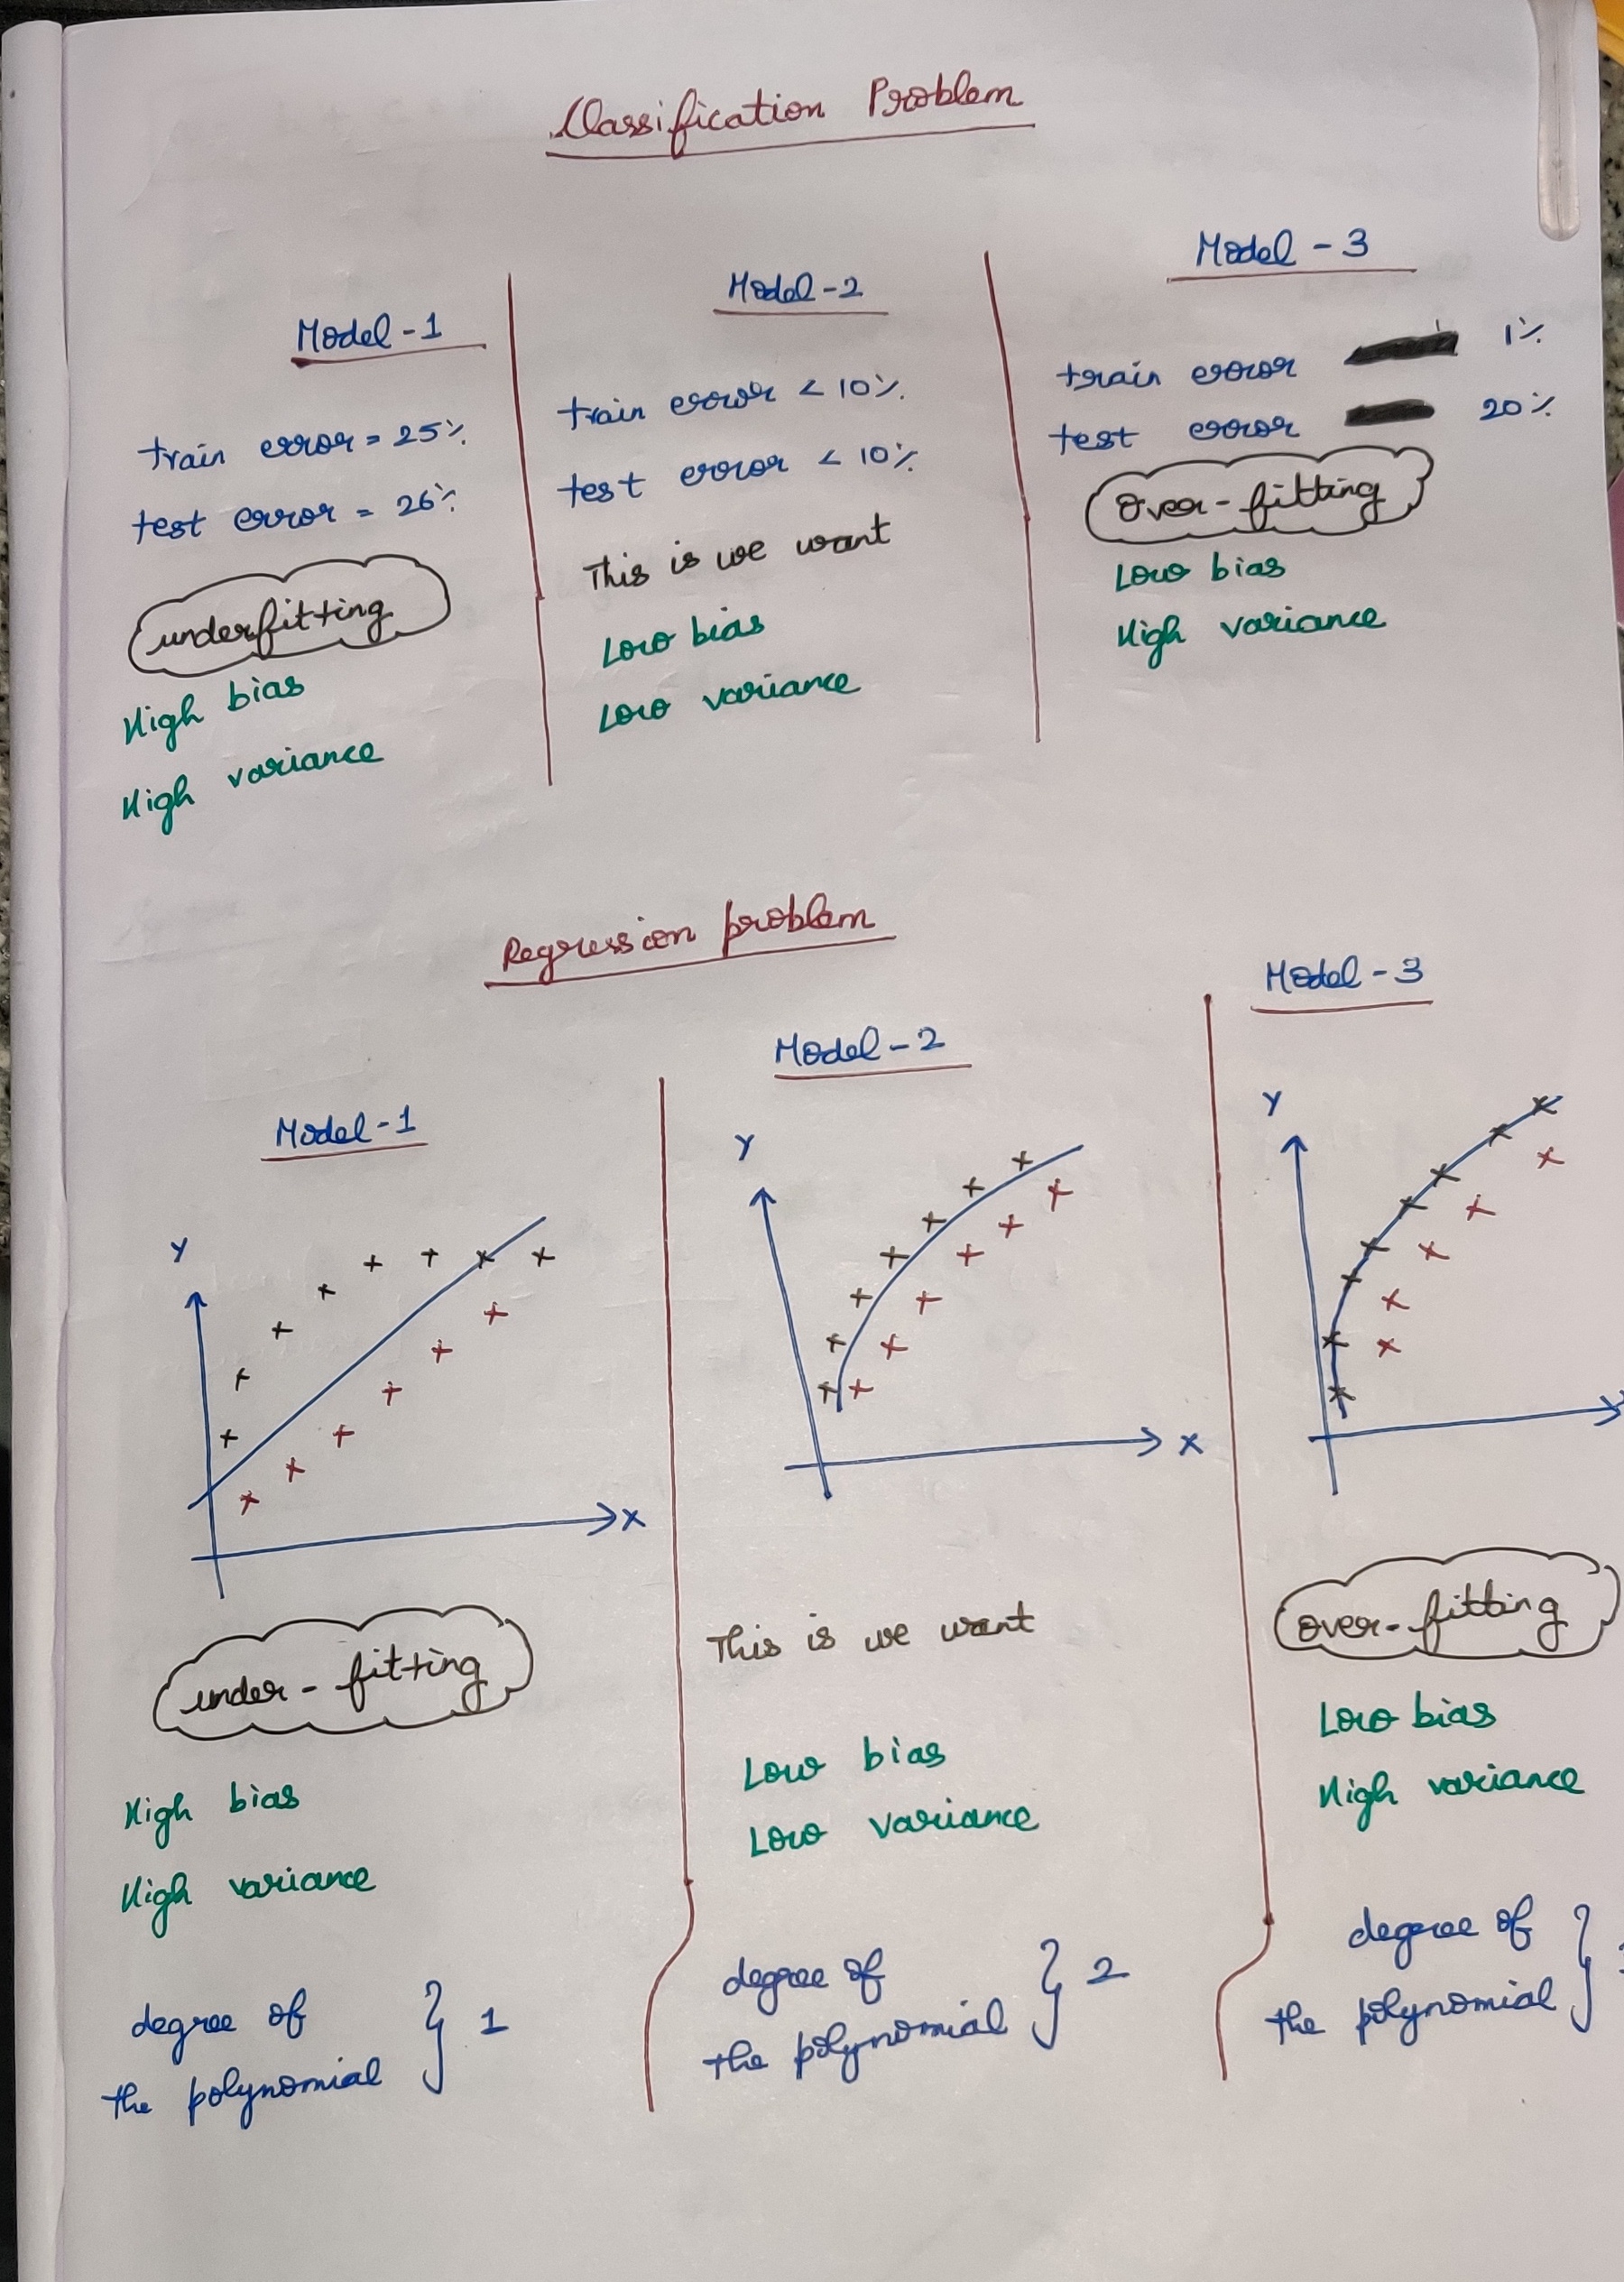 Classification Problem
Model - 1
train error = 25%
test error = 26%
underfitting
High bias
High variance
Model - 2
train error < 10%
test error < 10%
This is we want
Low bias
Low variance
Model - 3
train error 1%
test error 20%
Over-fitting
Low bias
High variance
Regression problem
Model - 1
Y
X
under-fitting
High bias
High variance
degree of
the polynomial } 1
Model - 2
Y
X
This is we want
Low bias
Low variance
degree of
the polynomial } 2
Model - 3
Y
over-fitting
Low bias
High variance
degree of
the polynomial }